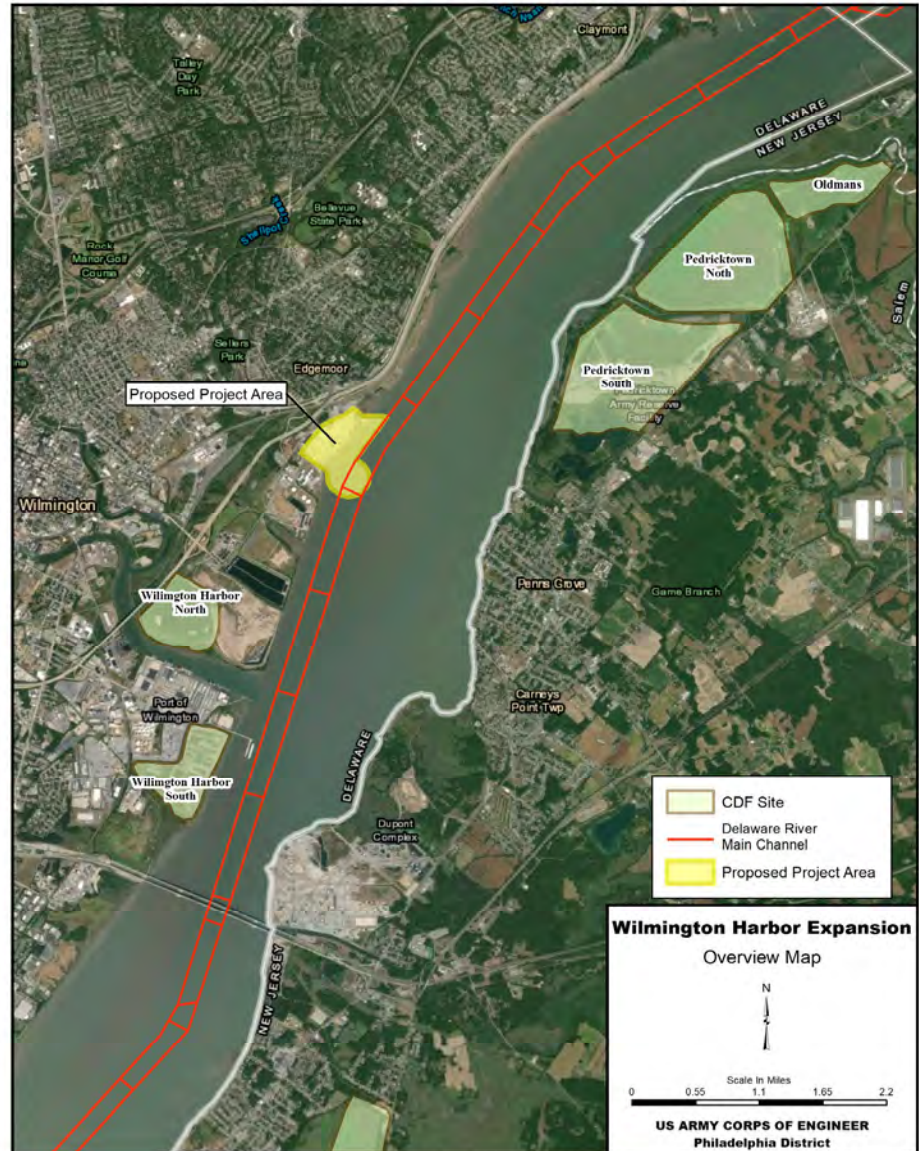 Claymont
Talley
Day
Park
DELAWARE
NEW JERSEY
Oldmans
Bellevue
State Park
Shellpot Creek
Rock
Manor Golf
Course
Pedricktown
Noth
Salem
Sellers
Park
Edgemoor
Pedricktown
South
Army Reserve
Facility
Proposed Project Area
Wilmington
Penns Grove
Game Branch
Wilimgton Harbor
North
Carneys
Point Twp
Port of
Wilmington
DELAWARE
Wilimgton Harbor
South
Dupont
Complex
NEW JERSEY
CDF Site
Delaware River
Main Channel
Proposed Project Area
Wilmington Harbor Expansion
Overview Map
N
Scale In Miles
0 0.55 1.1 1.65 2.2
US ARMY CORPS OF ENGINEER
Philadelphia District